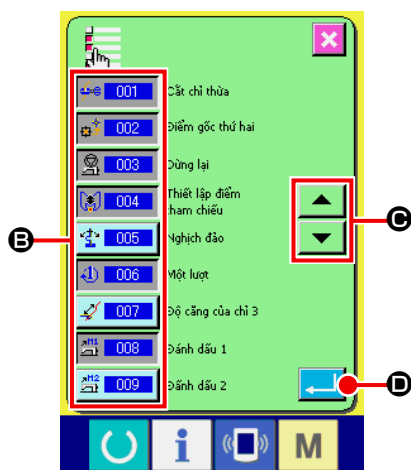 001 Cắt chỉ thừa
002 Điểm gốc thứ hai
003 Dừng lại
004 Thiết lập điểm
tham chiếu
B 005 Nghịch đảo
C
006 Một lượt
007 Độ căng của chỉ 3
M1 008 Đánh dấu 1
M2 009 Đánh dấu 2
D
i M